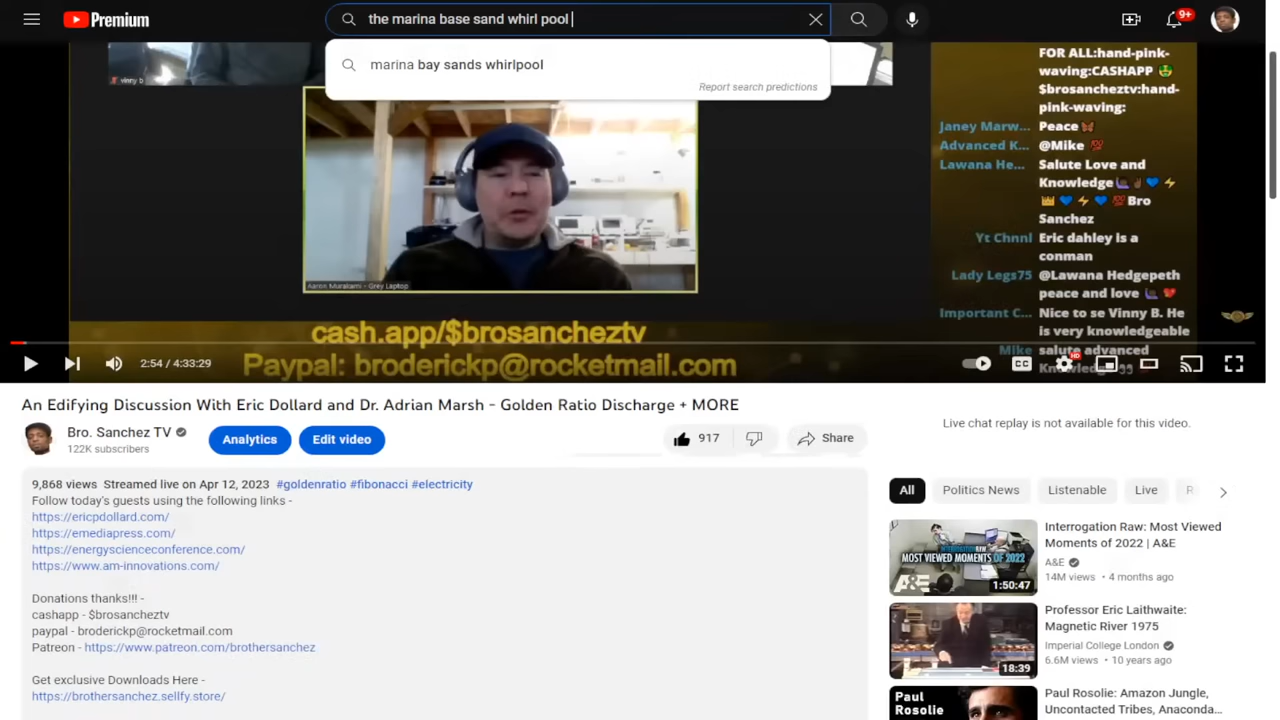 Premium
the marina base sand whirl pool
9+
marina bay sands whirlpool
Report search predictions
vinny b
FOR ALL:hand-pink-
waving:CASHAPP
$brosancheztv:hand-
pink-waving:
Janey Marw... Peace
Advanced K... @Mike 💯
Lawana He... Salute Love and
Knowledge
Bro
Sanchez
Yt Chnnl Eric dahley is a
conman
Lady Legs75 @Lawana Hedgepeth
peace and love
Important C... Nice to se Vinny B. He
is very knowledgeable
Mike salute advanced
Knowledge
Aaron Murakami - Grey Laptop
cash.app/$brosancheztv
Paypal: broderickp@rocketmail.com
2:54 / 4:33:29
CC
HD
An Edifying Discussion With Eric Dollard and Dr. Adrian Marsh - Golden Ratio Discharge + MORE
Bro. Sanchez TV
122K subscribers
Analytics
Edit video
917
Share
Live chat replay is not available for this video.
9,868 views Streamed live on Apr 12, 2023 #goldenratio #fibonacci #electricity
Follow today's guests using the following links -
https://ericpdollard.com/
https://emediapress.com/
https://energyscienceconference.com/
https://www.am-innovations.com/
Donations thanks!!! -
cashapp - $brosancheztv
paypal - broderickp@rocketmail.com
Patreon - https://www.patreon.com/brothersanchez
Get exclusive Downloads Here -
https://brothersanchez.sellfy.store/
All
Politics News
Listenable
Live
R
INTERROGATION RAW:
MOST VIEWED MOMENTS OF 2022
A&E
1:50:47
Interrogation Raw: Most Viewed
Moments of 2022 | A&E
A&E
14M views • 4 months ago
18:39
Professor Eric Laithwaite:
Magnetic River 1975
Imperial College London
6.6M views • 10 years ago
PAUL
ROSOLIE
Paul Rosolie: Amazon Jungle,
Uncontacted Tribes, Anaconda...